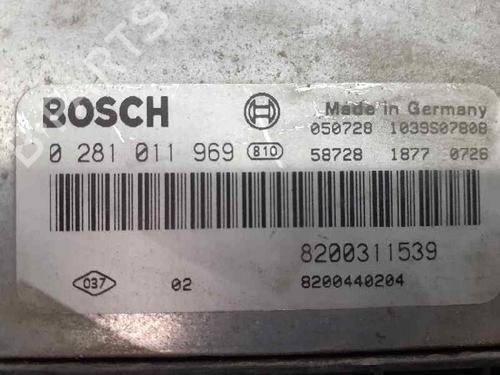 BOSCH
Made in Germany
050728 1039S07808
0 281 011 969 810
58728 1877 0726
8200311539
037 02 8200440204